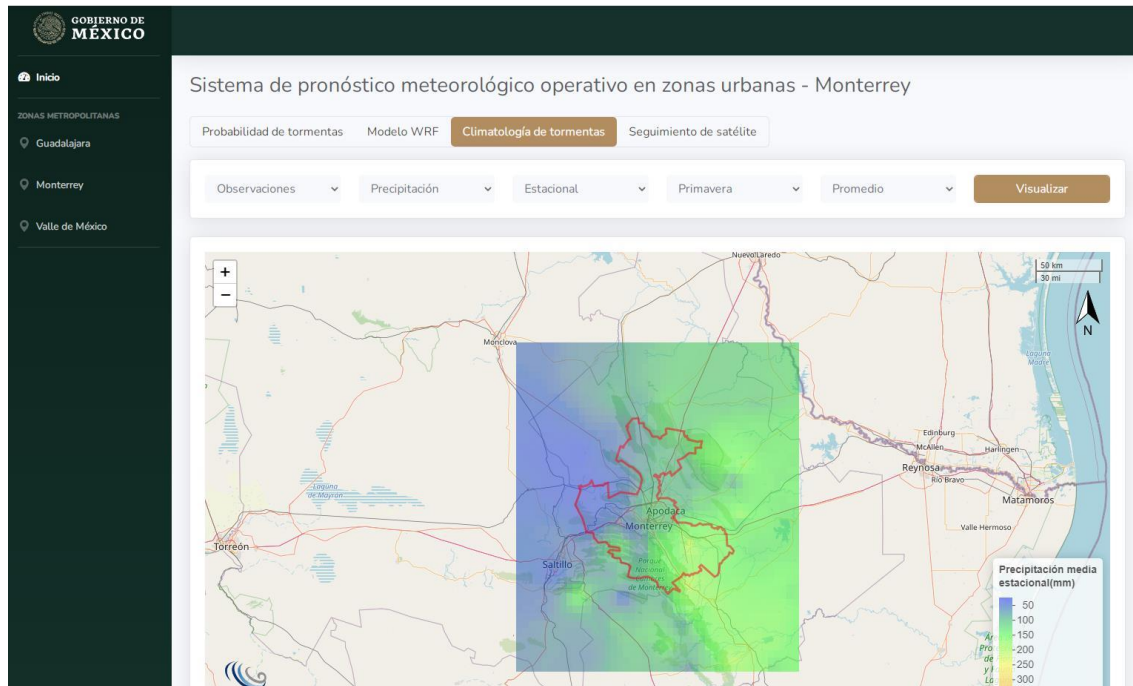 GOBIERNO DE
MÉXICO
Inicio
ZONAS METROPOLITANAS
Guadalajara
Monterrey
Valle de México
Sistema de pronóstico meteorológico operativo en zonas urbanas - Monterrey
Probabilidad de tormentas Modelo WRF Climatología de tormentas Seguimiento de satélite
Observaciones Precipitación Estacional Primavera Promedio Visualizar
+
−
Nuevo Laredo
50 km
30 mi
N
Monclova
Laguna
Madre
Edinburg
McAllen
Harlingen
Reynosa
Río Bravo
Laguna
de Mayrán
Matamoros
Apodaca
Monterrey
Valle Hermoso
Torreón
Saltillo
Parque
Nacional
Cumbres
de Monterrey
Precipitación media
estacional(mm)
50
100
150
200
250
300